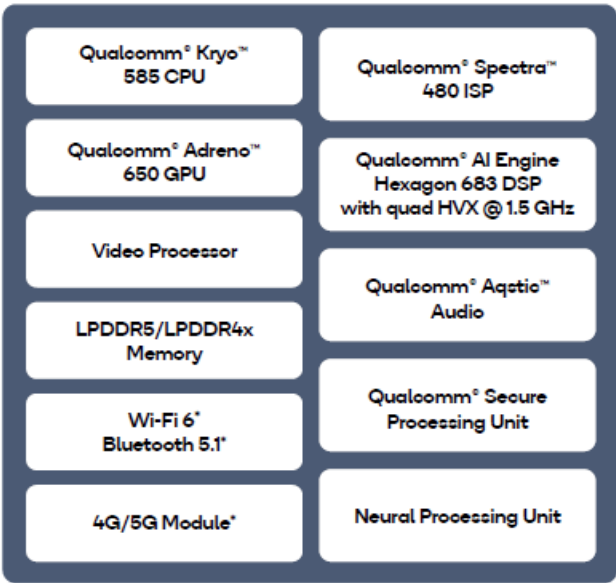 Qualcomm® Kryo™
585 CPU
Qualcomm® Adreno™
650 GPU
Video Processor
LPDDR5/LPDDR4x
Memory
Wi-Fi 6*
Bluetooth 5.1*
4G/5G Module*
Qualcomm® Spectra™
480 ISP
Qualcomm® AI Engine
Hexagon 683 DSP
with quad HVX @ 1.5 GHz
Qualcomm® Aqstic™
Audio
Qualcomm® Secure
Processing Unit
Neural Processing Unit